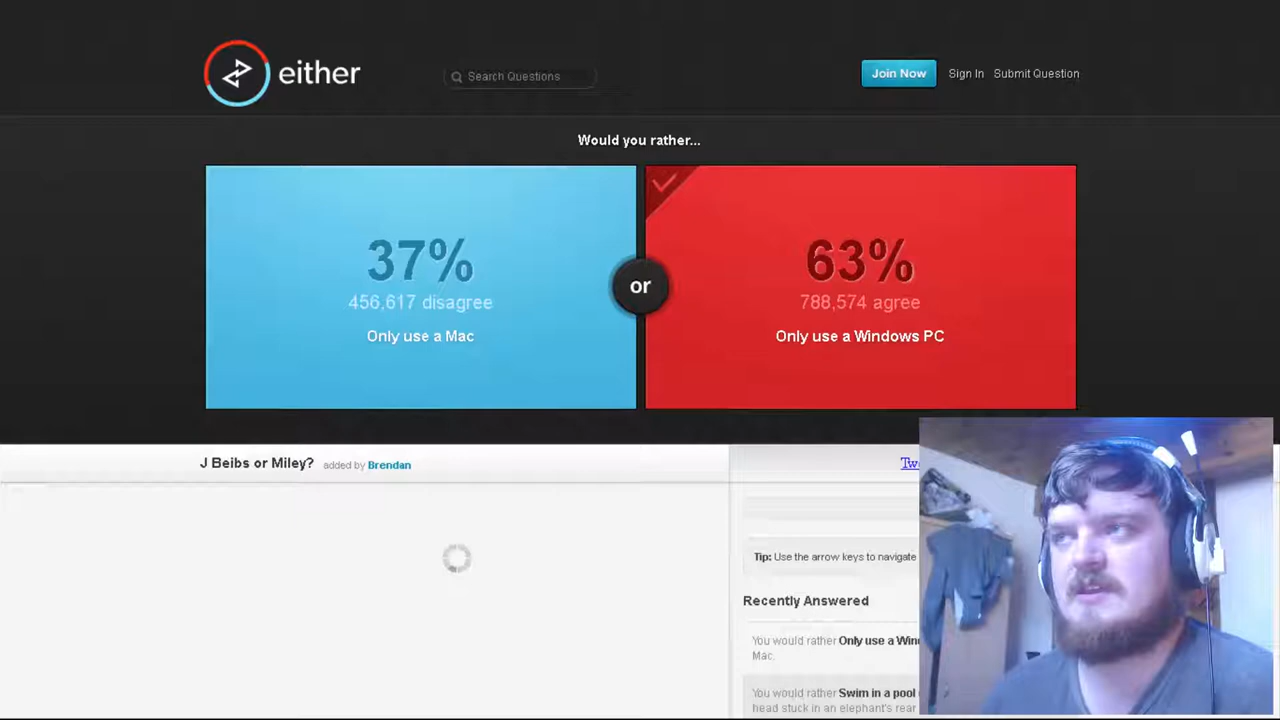 either
Search Questions
Join Now
Sign In
Submit Question
Would you rather...
37%
456,617 disagree
Only use a Mac
or
63%
788,574 agree
Only use a Windows PC
J Beibs or Miley? added by Brendan
Tip: Use the arrow keys to navigate
Recently Answered
You would rather Only use a
Mac.
You would rather Swim in a pool
head stuck in an elephant's rear